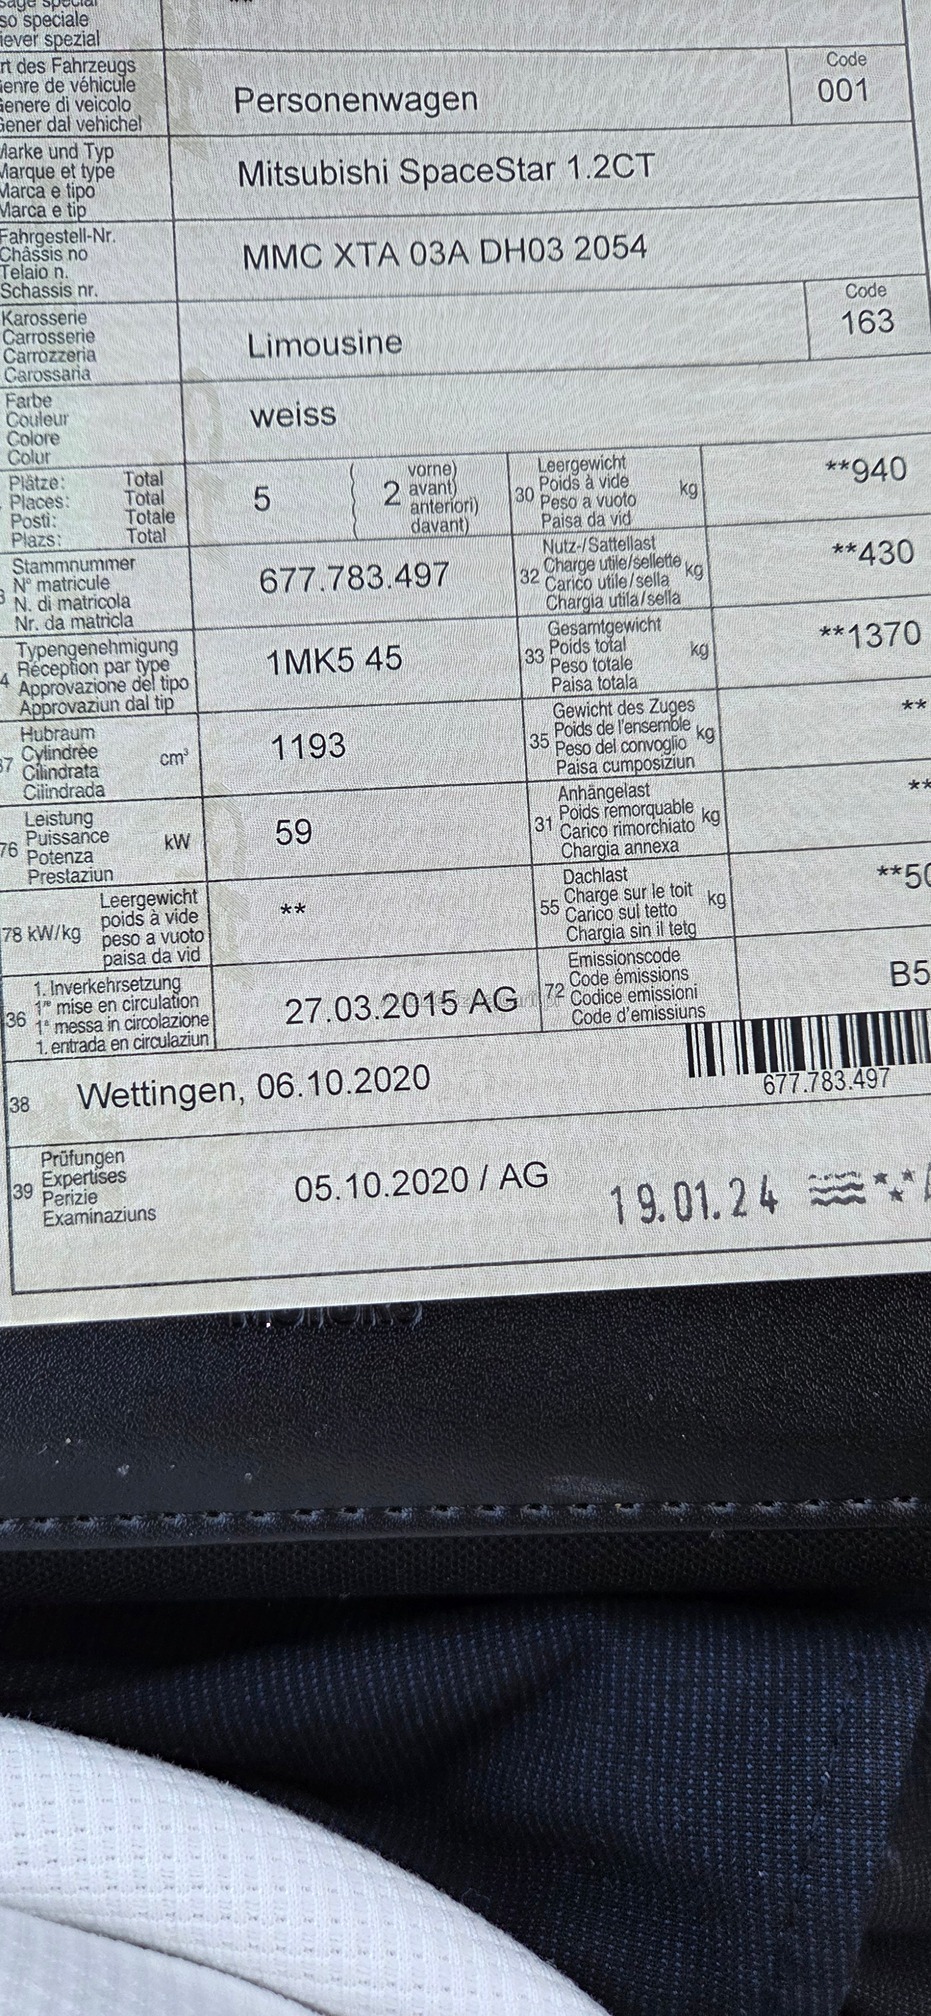 so speciale
iever spezial
rt des Fahrzeugs
enre de véhicule
Genere di veicolo
Gener dal vehichel
Personenwagen
Code
001
Marke und Typ
Marque et type
Marca e tipo
Marca e tip
Mitsubishi SpaceStar 1.2CT
Fahrgestell-Nr.
Châssis no
Telaio n.
Schassis nr.
MMC XTA 03A DH03 2054
Karosserie
Carrosserie
Carrozzeria
Carossaria
Limousine
Code
163
Farbe
Couleur
Colore
Colur
weiss
Plätze: Total
Places: Total
Posti: Totale
Plazs: Total
5
2
vorne)
avant)
anteriori)
davant)
30
Leergewicht
Poids à vide
Peso a vuoto
Paisa da vid
kg
**940
Stammnummer
N° matricule
N. di matricola
Nr. da matricla
677.783.497
32
Nutz-/Sattellast
Charge utile/sellette
Carico utile/sella
Chargia utila/sella
kg
**430
4
Typengenehmigung
Réception par type
Approvazione del tipo
Approvaziun dal tip
1MK5 45
33
Gesamtgewicht
Poids total
Peso totale
Paisa totala
kg
**1370
37
Hubraum
Cylindrée
Cilindrata
Cilindrada
cm³
1193
35
Gewicht des Zuges
Poids de l'ensemble
Peso del convoglio
Paisa cumposiziun
kg
**
76
Leistung
Puissance
Potenza
Prestaziun
kW
59
31
Anhängelast
Poids remorquable
Carico rimorchiato
Chargia annexa
kg
**
78 kW/kg
Leergewicht
poids à vide
peso a vuoto
paisa da vid
**
55
Dachlast
Charge sur le toit
Carico sul tetto
Chargia sin il tetg
kg
**50
36
1. Inverkehrsetzung
1re mise en circulation
1a messa in circolazione
1. entrada en circulaziun
27.03.2015 AG
72
Emissionscode
Code émissions
Codice emissioni
Code d'emissiuns
B5
38
Wettingen, 06.10.2020
677.783.497
39
Prüfungen
Expertises
Perizie
Examinaziuns
05.10.2020 / AG
19.01.24